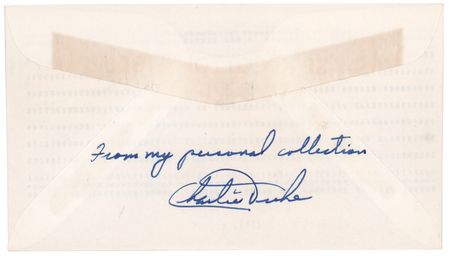 From my personal collection
Charlie Duke